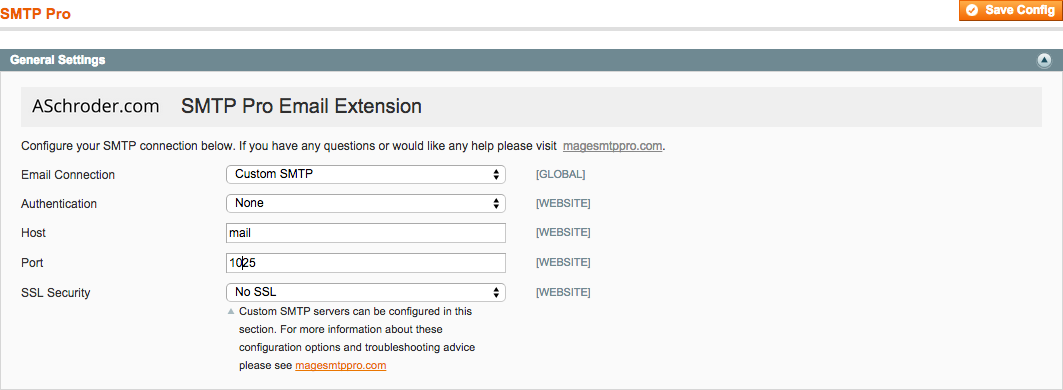 SMTP Pro
Save Config
General Settings
ASchroder.com SMTP Pro Email Extension
Configure your SMTP connection below. If you have any questions or would like any help please visit magesmtppro.com.
Email Connection Custom SMTP [GLOBAL]
Authentication None [WEBSITE]
Host mail [WEBSITE]
Port 1025 [WEBSITE]
SSL Security No SSL [WEBSITE]
Custom SMTP servers can be configured in this
section. For more information about these
configuration options and troubleshooting advice
please see magesmtppro.com